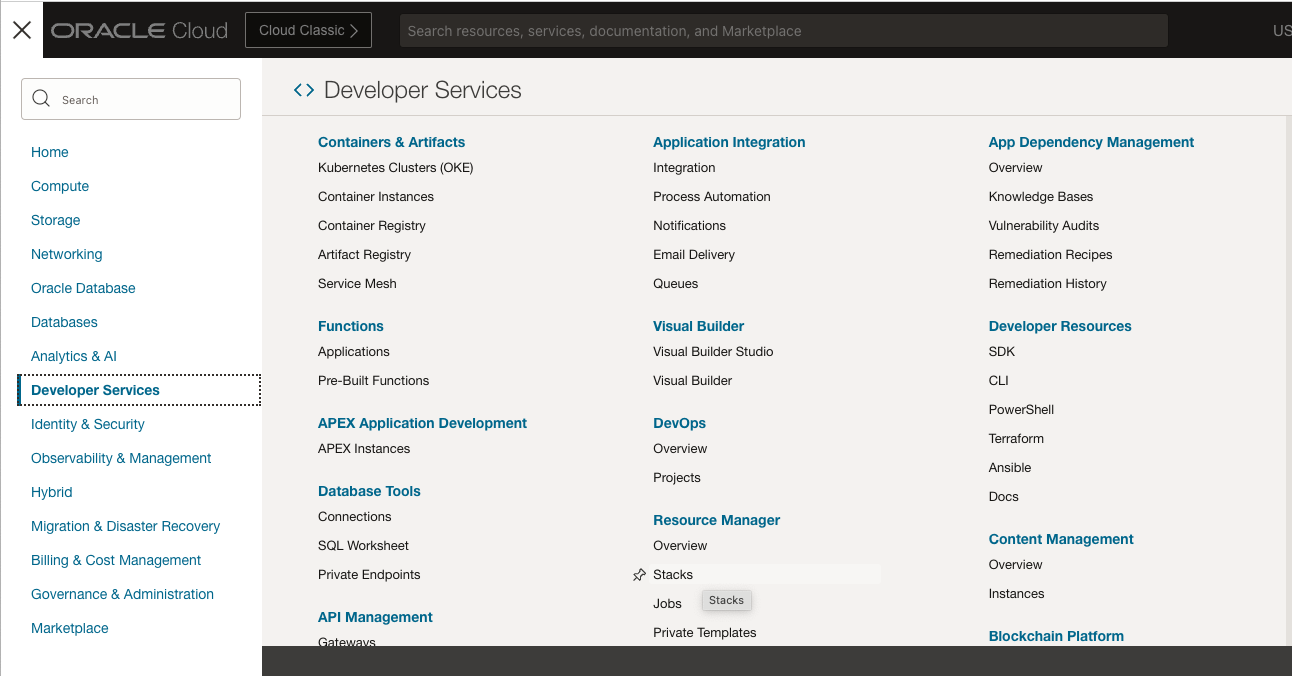 ORACLE Cloud
Cloud Classic
Search resources, services, documentation, and Marketplace
US
Search
Home
Compute
Storage
Networking
Oracle Database
Databases
Analytics & AI
Developer Services
Identity & Security
Observability & Management
Hybrid
Migration & Disaster Recovery
Billing & Cost Management
Governance & Administration
Marketplace
Developer Services
Containers & Artifacts
Kubernetes Clusters (OKE)
Container Instances
Container Registry
Artifact Registry
Service Mesh
Functions
Applications
Pre-Built Functions
APEX Application Development
APEX Instances
Database Tools
Connections
SQL Worksheet
Private Endpoints
API Management
Gateways
Application Integration
Integration
Process Automation
Notifications
Email Delivery
Queues
Visual Builder
Visual Builder Studio
Visual Builder
DevOps
Overview
Projects
Resource Manager
Overview
Stacks
Jobs
Stacks
Private Templates
App Dependency Management
Overview
Knowledge Bases
Vulnerability Audits
Remediation Recipes
Remediation History
Developer Resources
SDK
CLI
PowerShell
Terraform
Ansible
Docs
Content Management
Overview
Instances
Blockchain Platform